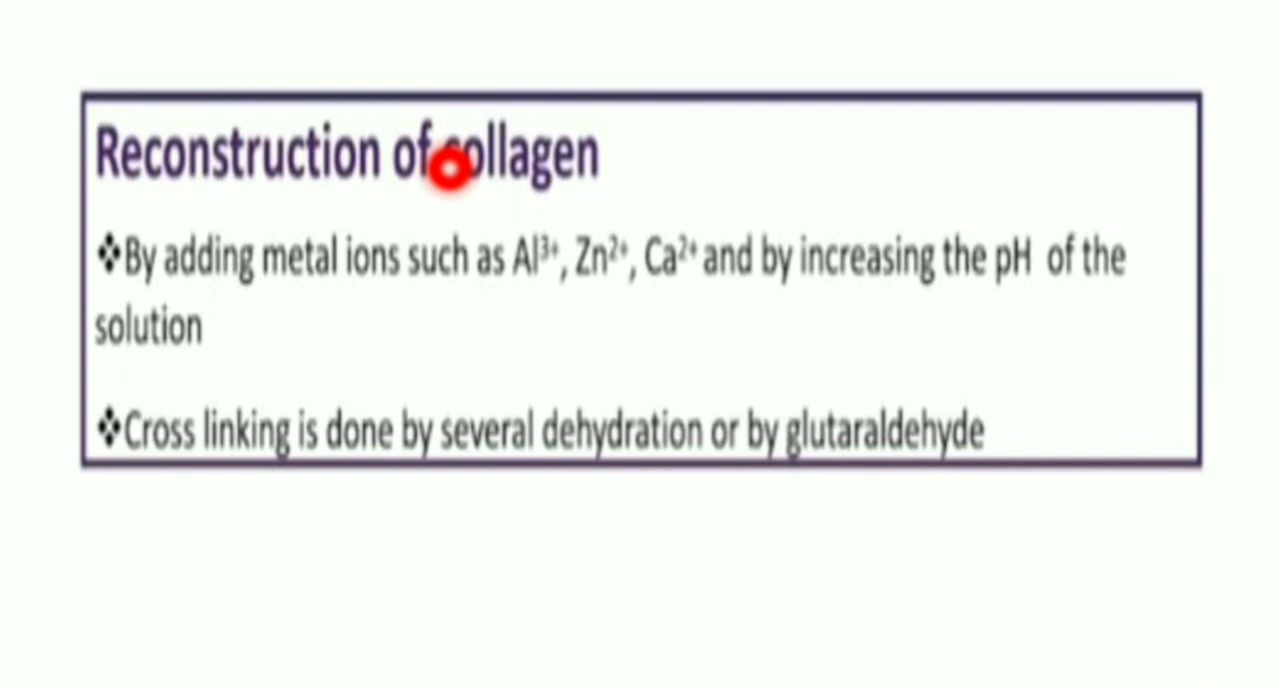 Reconstruction of collagen
❖By adding metal ions such as Al³⁺, Zn²⁺, Ca²⁺ and by increasing the pH of the
solution
❖Cross linking is done by several dehydration or by glutaraldehyde